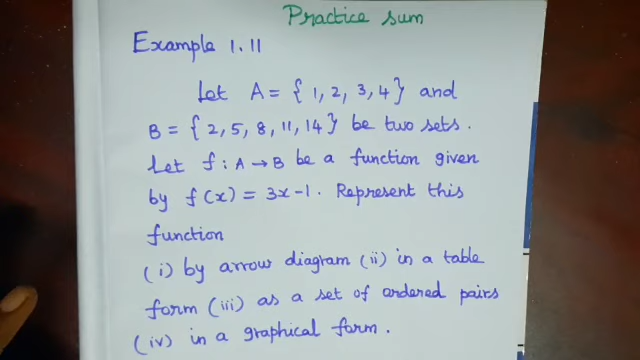 Practice sum
Example 1.11
Let A = { 1, 2, 3, 4 } and
B = { 2, 5, 8, 11, 14 } be two sets.
Let f : A → B be a function given
by f(x) = 3x-1. Represent this
function
(i) by arrow diagram (ii) in a table
form (iii) as a set of ordered pairs
(iv) in a graphical form.